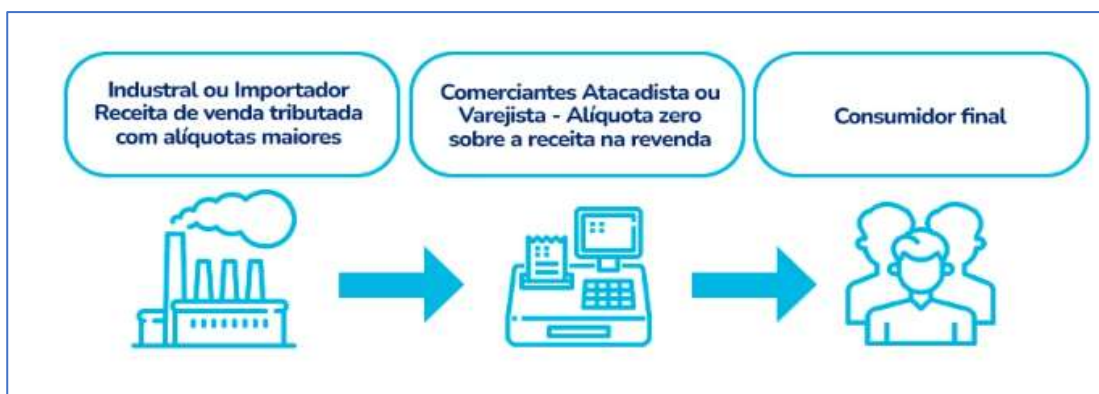 Industral ou Importador
Receita de venda tributada
com alíquotas maiores
Comerciantes Atacadista ou
Varejista - Alíquota zero
sobre a receita na revenda
Consumidor final